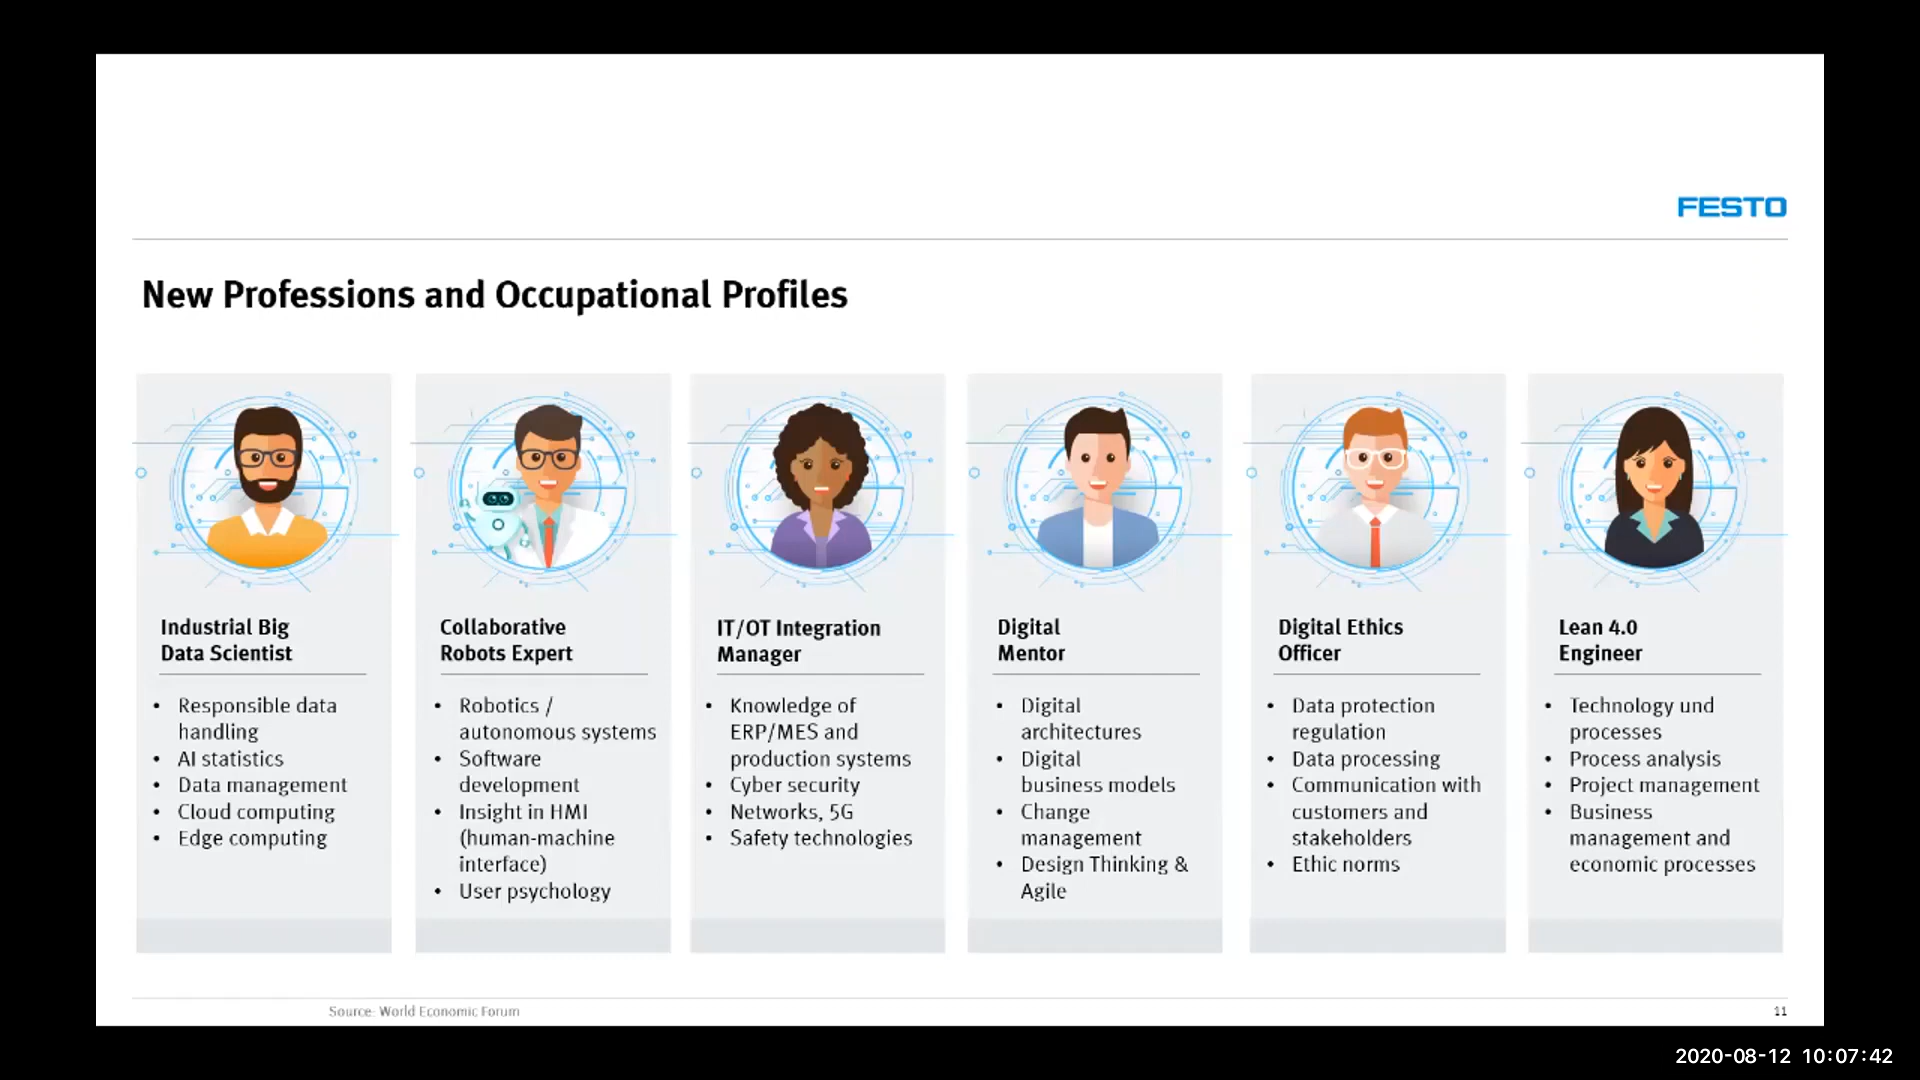 FESTO
New Professions and Occupational Profiles
Industrial Big
Data Scientist
• Responsible data
handling
• AI statistics
• Data management
• Cloud computing
• Edge computing
Collaborative
Robots Expert
• Robotics /
autonomous systems
• Software
development
• Insight in HMI
(human-machine
interface)
• User psychology
IT/OT Integration
Manager
• Knowledge of
ERP/MES and
production systems
• Cyber security
• Networks, 5G
• Safety technologies
Digital
Mentor
• Digital
architectures
• Digital
business models
• Change
management
• Design Thinking &
Agile
Digital Ethics
Officer
• Data protection
regulation
• Data processing
• Communication with
customers and
stakeholders
• Ethic norms
Lean 4.0
Engineer
• Technology und
processes
• Process analysis
• Project management
• Business
management and
economic processes
Source: World Economic Forum
11
2020-08-12 10:07:42